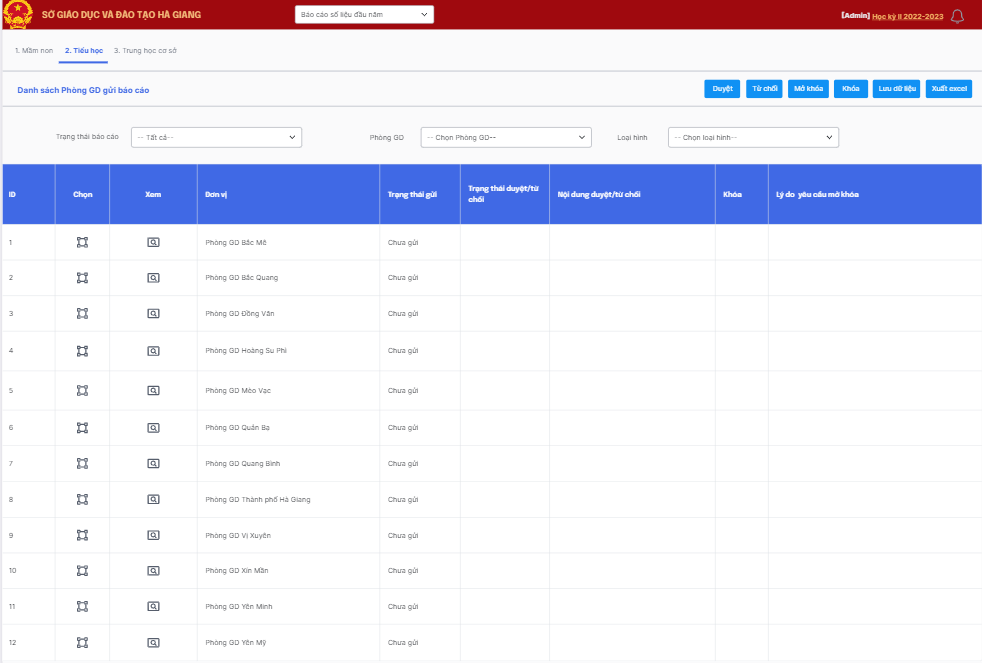 SỞ GIÁO DỤC VÀ ĐÀO TẠO HÀ GIANG
Báo cáo số liệu đầu năm
[Admin] Học kỳ II 2022-2023
1. Mầm non 2. Tiểu học 3. Trung học cơ sở
Danh sách Phòng GD gửi báo cáo
Duyệt Từ chối Mở khóa Khóa Lưu dữ liệu Xuất excel
Trạng thái báo cáo --- Tất cả--- Phòng GD --- Chọn Phòng GD-- Loại hình --- Chọn loại hình---
ID Chọn Xem Đơn vị Trạng thái gửi Trạng thái duyệt/từ chối Nội dung duyệt/từ chối Khóa Lý do yêu cầu mở khóa
1 Phòng GD Bắc Mê Chưa gửi
2 Phòng GD Bắc Quang Chưa gửi
3 Phòng GD Đồng Văn Chưa gửi
4 Phòng GD Hoàng Su Phì Chưa gửi
5 Phòng GD Mèo Vạc Chưa gửi
6 Phòng GD Quản Bạ Chưa gửi
7 Phòng GD Quang Bình Chưa gửi
8 Phòng GD Thành phố Hà Giang Chưa gửi
9 Phòng GD Vị Xuyên Chưa gửi
10 Phòng GD Xín Mần Chưa gửi
11 Phòng GD Yên Minh Chưa gửi
12 Phòng GD Yên Mỹ Chưa gửi